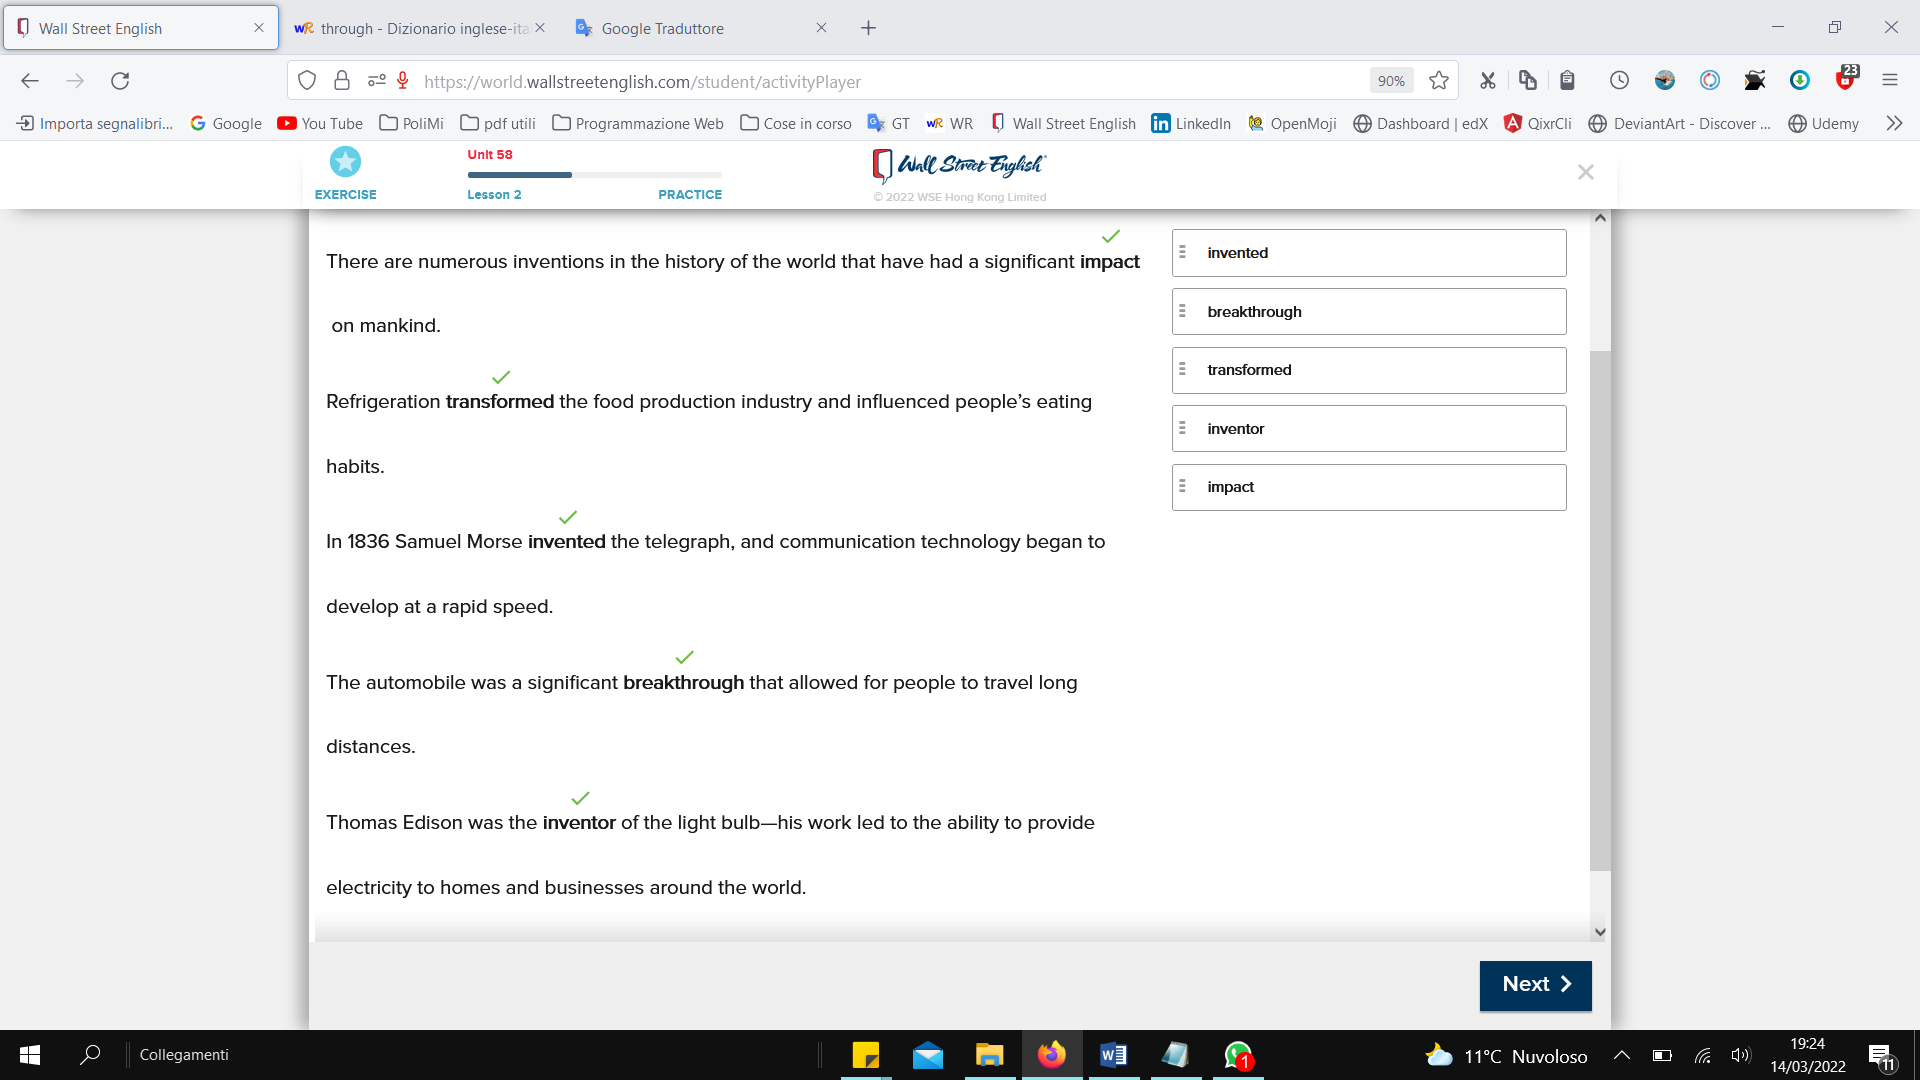 Wall Street English
through - Dizionario inglese-ita
Google Traduttore
https://world.wallstreetenglish.com/student/activityPlayer
90%
23
Importa segnalibri...
Google
You Tube
PoliMi
pdf utili
Programmazione Web
Cose in corso
GT
WR
Wall Street English
LinkedIn
OpenMoji
Dashboard | edX
QixrCli
DeviantArt - Discover ...
Udemy
EXERCISE
Unit 58
Lesson 2
PRACTICE
Wall Street English
© 2022 WSE Hong Kong Limited
There are numerous inventions in the history of the world that have had a significant impact
on mankind.
Refrigeration transformed the food production industry and influenced people’s eating
habits.
In 1836 Samuel Morse invented the telegraph, and communication technology began to
develop at a rapid speed.
The automobile was a significant breakthrough that allowed for people to travel long
distances.
Thomas Edison was the inventor of the light bulb—his work led to the ability to provide
electricity to homes and businesses around the world.
invented
breakthrough
transformed
inventor
impact
Next
Collegamenti
1
11°C Nuvoloso
19:24
14/03/2022
11